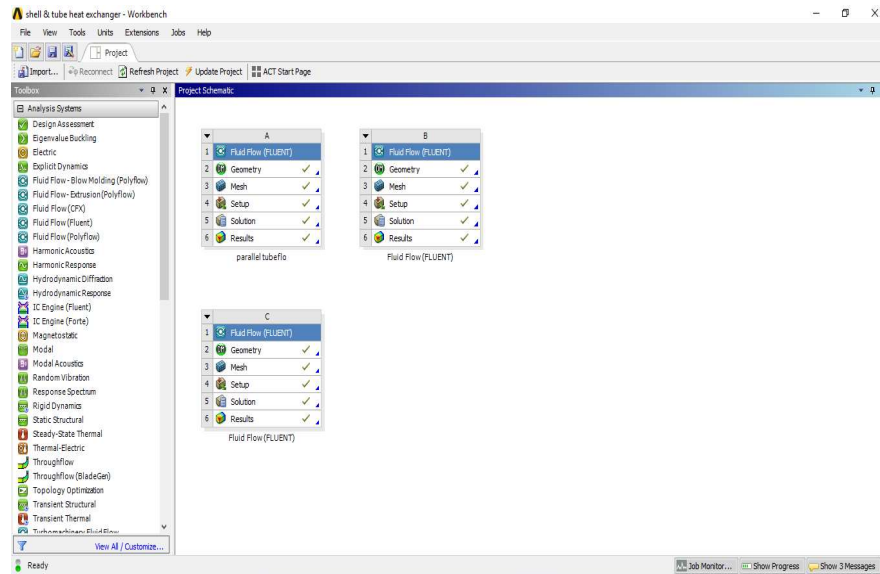 shell & tube heat exchanger - Workbench
File View Tools Units Extensions Jobs Help
Project
Import... Reconnect Refresh Project Update Project ACT Start Page
Toolbox
Project Schematic
Analysis Systems
Design Assessment
Eigenvalue Buckling
Electric
Explicit Dynamics
Fluid Flow - Blow Molding (Polyflow)
Fluid Flow - Extrusion (Polyflow)
Fluid Flow (CFX)
Fluid Flow (Fluent)
Fluid Flow (Polyflow)
Harmonic Acoustics
Harmonic Response
Hydrodynamic Diffraction
Hydrodynamic Response
IC Engine (Fluent)
IC Engine (Forte)
Magnetostatic
Modal
Modal Acoustics
Random Vibration
Response Spectrum
Rigid Dynamics
Static Structural
Steady-State Thermal
Thermal-Electric
Throughflow
Throughflow (BladeGen)
Topology Optimization
Transient Structural
Transient Thermal
Turbomachinery Fluid Flow
View All / Customize...
A
1 Fluid Flow (FLUENT)
2 Geometry
3 Mesh
4 Setup
5 Solution
6 Results
parallel tubeflo
B
1 Fluid Flow (FLUENT)
2 Geometry
3 Mesh
4 Setup
5 Solution
6 Results
Fluid Flow (FLUENT)
C
1 Fluid Flow (FLUENT)
2 Geometry
3 Mesh
4 Setup
5 Solution
6 Results
Fluid Flow (FLUENT)
Ready
Job Monitor... Show Progress Show 3 Messages